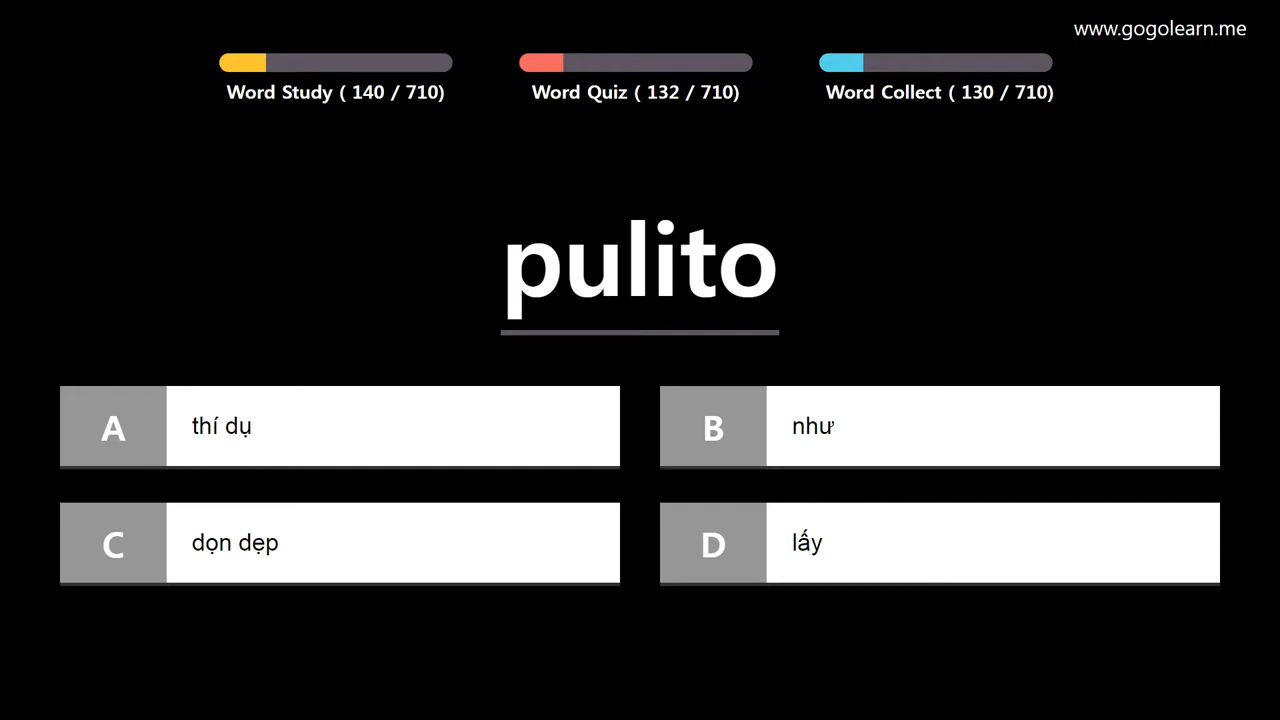 www.gogolearn.me
Word Study ( 140 / 710)
Word Quiz ( 132 / 710)
Word Collect ( 130 / 710)
pulito
A thí dụ
B như
C dọn dẹp
D lấy